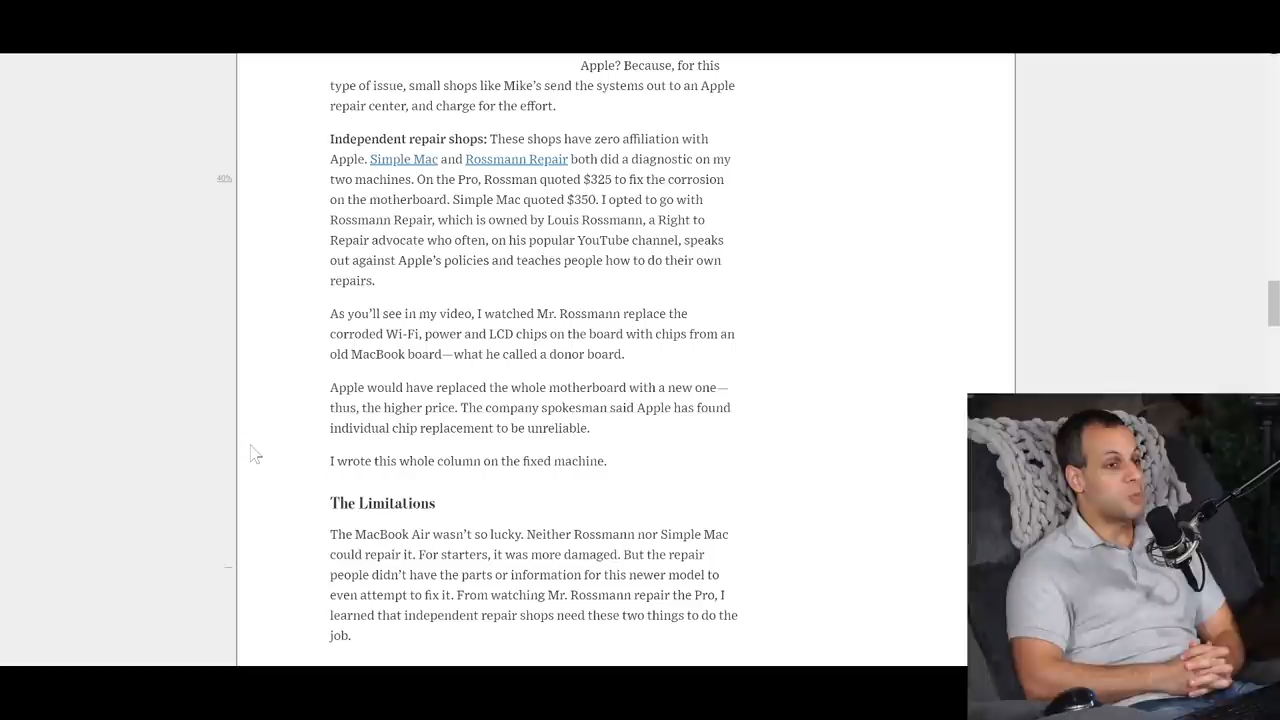 Apple? Because, for this
type of issue, small shops like Mike’s send the systems out to an Apple
repair center, and charge for the effort.
Independent repair shops: These shops have zero affiliation with
Apple. Simple Mac and Rossmann Repair both did a diagnostic on my
two machines. On the Pro, Rossman quoted $325 to fix the corrosion
on the motherboard. Simple Mac quoted $350. I opted to go with
Rossmann Repair, which is owned by Louis Rossmann, a Right to
Repair advocate who often, on his popular YouTube channel, speaks
out against Apple’s policies and teaches people how to do their own
repairs.
As you’ll see in my video, I watched Mr. Rossmann replace the
corroded Wi-Fi, power and LCD chips on the board with chips from an
old MacBook board—what he called a donor board.
Apple would have replaced the whole motherboard with a new one—
thus, the higher price. The company spokesman said Apple has found
individual chip replacement to be unreliable.
I wrote this whole column on the fixed machine.
The Limitations
The MacBook Air wasn’t so lucky. Neither Rossmann nor Simple Mac
could repair it. For starters, it was more damaged. But the repair
people didn’t have the parts or information for this newer model to
even attempt to fix it. From watching Mr. Rossmann repair the Pro, I
learned that independent repair shops need these two things to do the
job.
40%